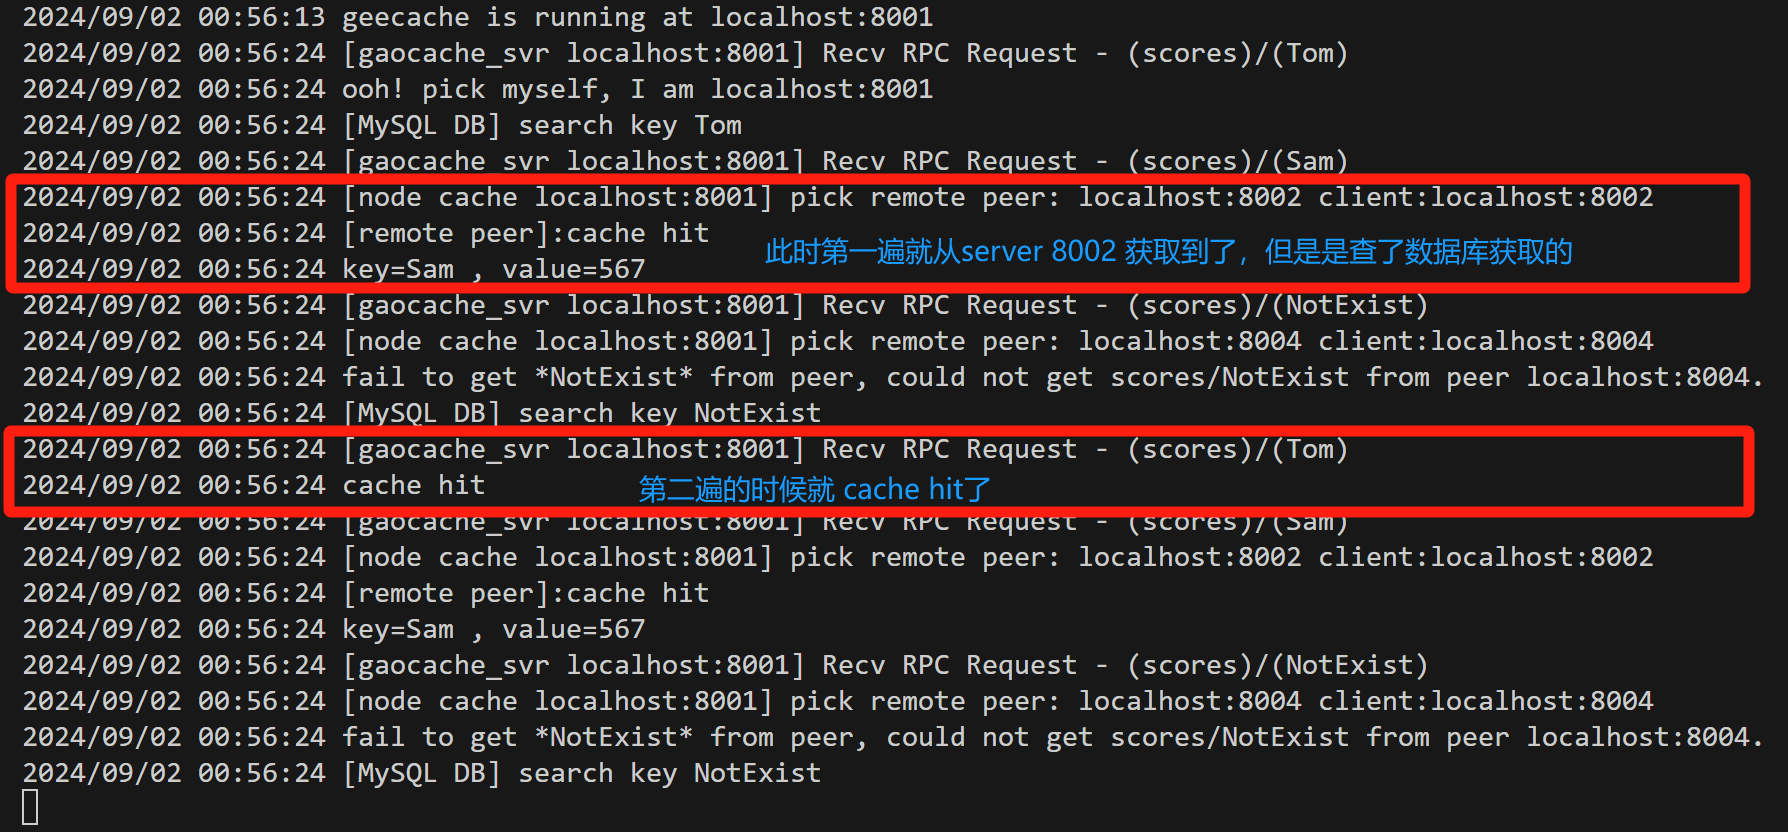 2024/09/02 00:56:13 geecache is running at localhost:8001
2024/09/02 00:56:24 [gaocache_svr localhost:8001] Recv RPC Request - (scores)/(Tom)
2024/09/02 00:56:24 ooh! pick myself, I am localhost:8001
2024/09/02 00:56:24 [MySQL DB] search key Tom
2024/09/02 00:56:24 [gaocache_svr localhost:8001] Recv RPC Request - (scores)/(Sam)
2024/09/02 00:56:24 [node cache localhost:8001] pick remote peer: localhost:8002 client:localhost:8002
2024/09/02 00:56:24 [remote peer]:cache hit
此时第一遍就从server 8002 获取到了，但是是查了数据库获取的
2024/09/02 00:56:24 key=Sam , value=567
2024/09/02 00:56:24 [gaocache_svr localhost:8001] Recv RPC Request - (scores)/(NotExist)
2024/09/02 00:56:24 [node cache localhost:8001] pick remote peer: localhost:8004 client:localhost:8004
2024/09/02 00:56:24 fail to get *NotExist* from peer, could not get scores/NotExist from peer localhost:8004.
2024/09/02 00:56:24 [MySQL DB] search key NotExist
2024/09/02 00:56:24 [gaocache_svr localhost:8001] Recv RPC Request - (scores)/(Tom)
2024/09/02 00:56:24 cache hit
第二遍的时候就 cache hit了
2024/09/02 00:56:24 [gaocache_svr localhost:8001] Recv RPC Request - (scores)/(Sam)
2024/09/02 00:56:24 [node cache localhost:8001] pick remote peer: localhost:8002 client:localhost:8002
2024/09/02 00:56:24 [remote peer]:cache hit
2024/09/02 00:56:24 key=Sam , value=567
2024/09/02 00:56:24 [gaocache_svr localhost:8001] Recv RPC Request - (scores)/(NotExist)
2024/09/02 00:56:24 [node cache localhost:8001] pick remote peer: localhost:8004 client:localhost:8004
2024/09/02 00:56:24 fail to get *NotExist* from peer, could not get scores/NotExist from peer localhost:8004.
2024/09/02 00:56:24 [MySQL DB] search key NotExist